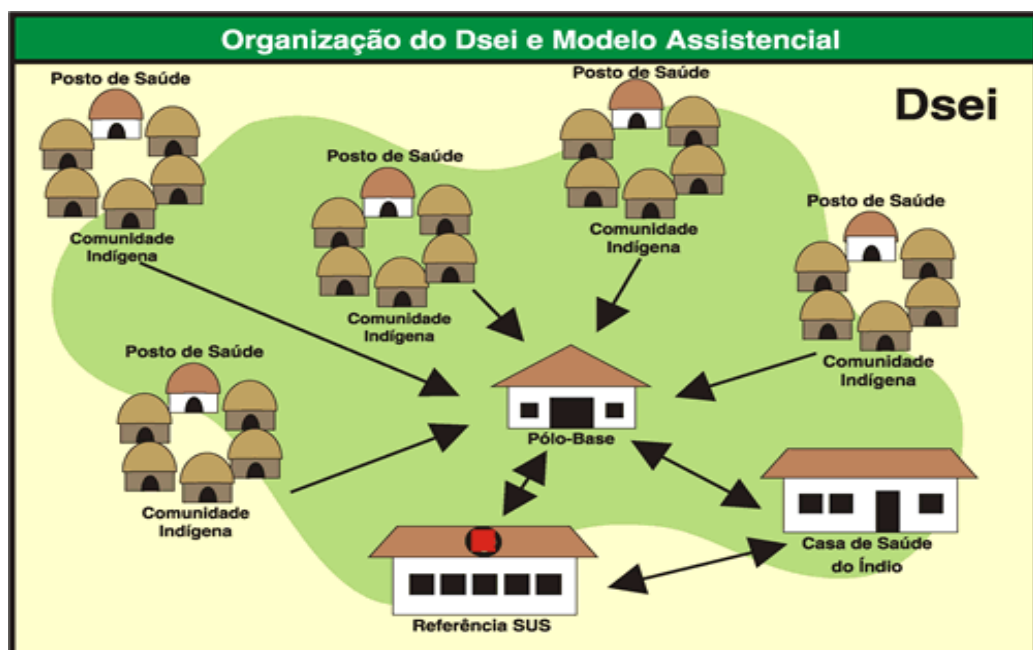 Organização do Dsei e Modelo Assistencial
Dsei
Posto de Saúde
Comunidade
Indígena
Posto de Saúde
Comunidade
Indígena
Posto de Saúde
Comunidade
Indígena
Posto de Saúde
Comunidade
Indígena
Posto de Saúde
Comunidade
Indígena
Pólo-Base
Casa de Saúde
do Índio
Referência SUS